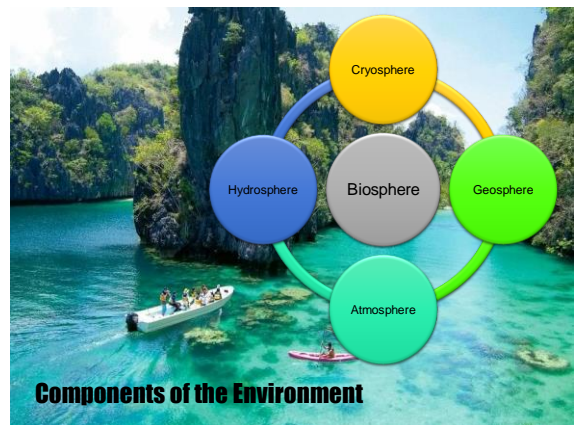 Cryosphere
Hydrosphere
Biosphere
Geosphere
Atmosphere
Components of the Environment